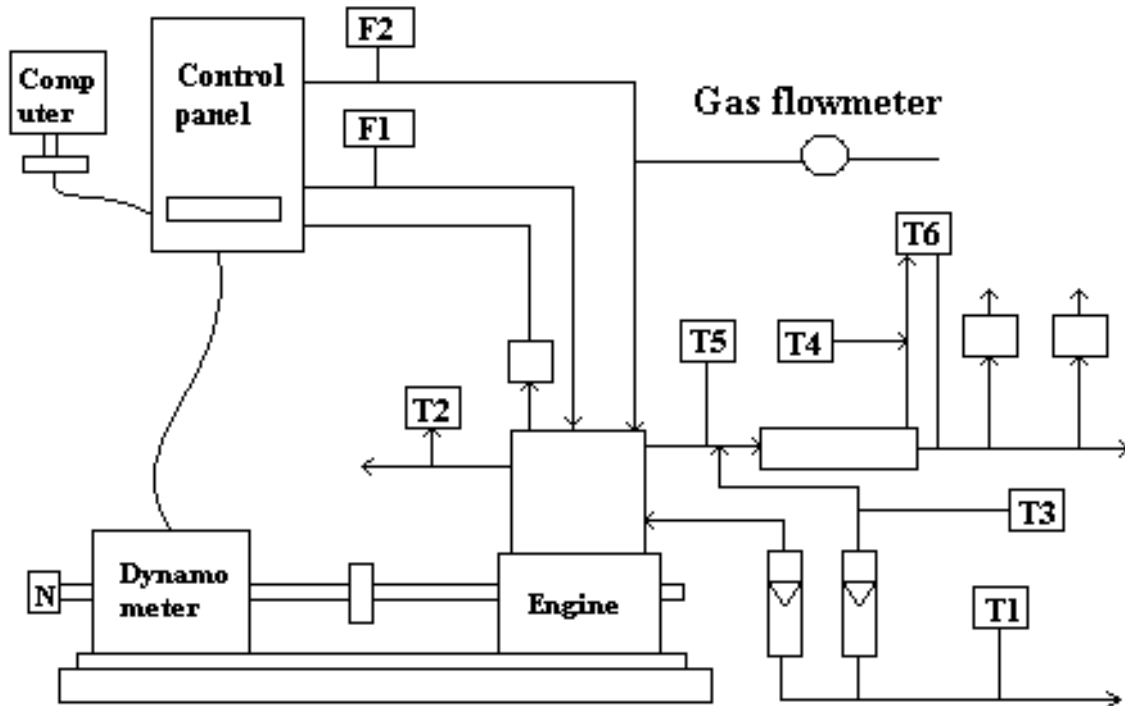 F2
Comp
uter
Control
panel
Gas flowmeter
F1
T6
T5
T4
T2
T3
N
Dynamo
meter
Engine
T1